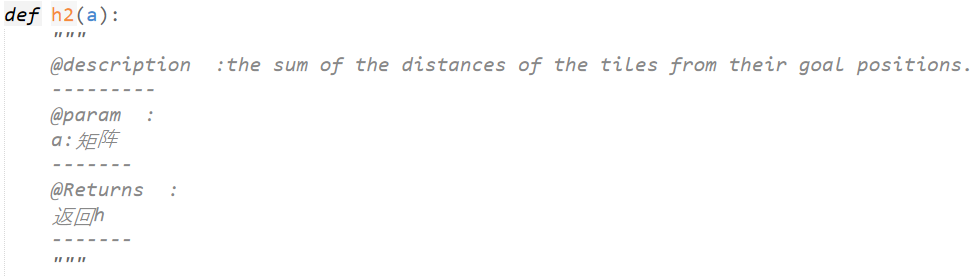 def h2(a):
"""
@description  :the sum of the distances of the tiles from their goal positions.
---------
@param  :
a:矩阵
-------
@Returns  :
返回h
-------
"""